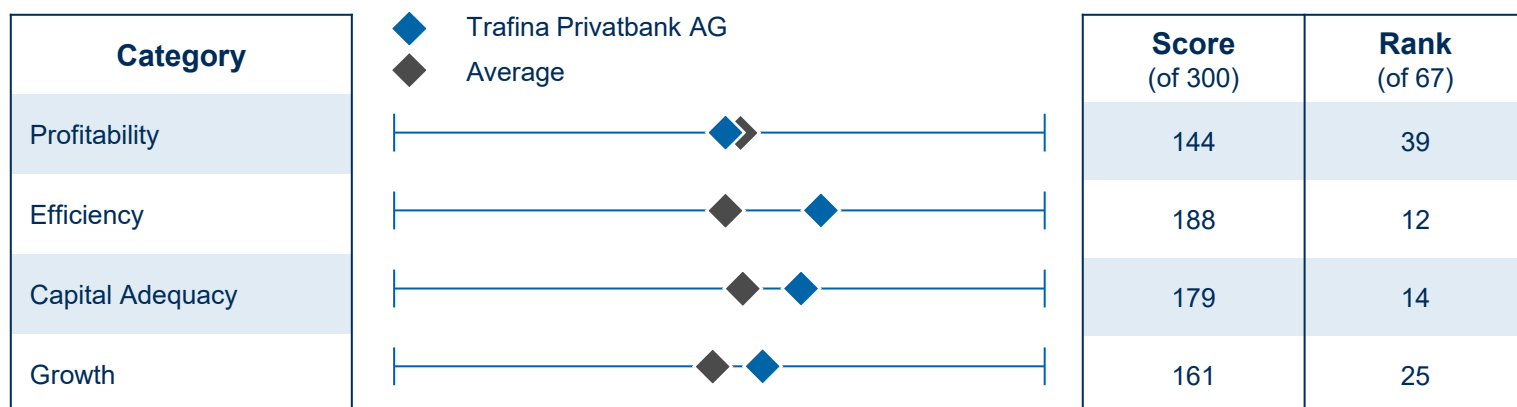 Category
Trafina Privatbank AG
Average
Score
(of 300)
Rank
(of 67)
Profitability
144
39
Efficiency
188
12
Capital Adequacy
179
14
Growth
161
25